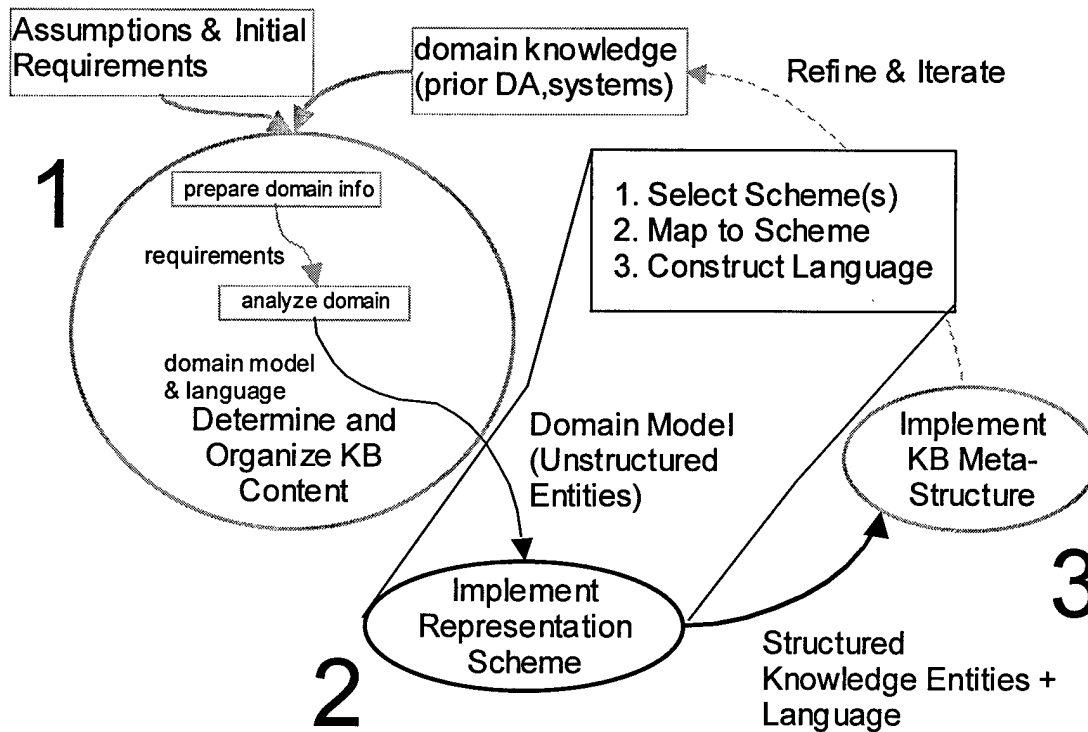 Assumptions & Initial
Requirements
domain knowledge
(prior DA,systems)
Refine & Iterate
1
prepare domain info
requirements
analyze domain
domain model
& language
Determine and
Organize KB
Content
1. Select Scheme(s)
2. Map to Scheme
3. Construct Language
Domain Model
(Unstructured
Entities)
Implement
KB Meta-
Structure
3
Implement
Representation
Scheme
2
Structured
Knowledge Entities +
Language